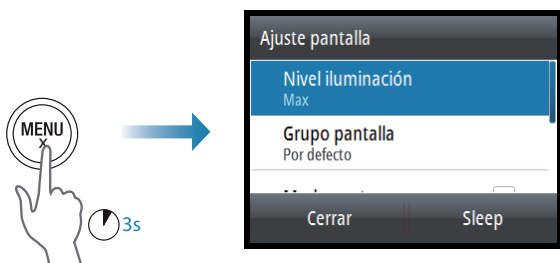 Ajuste pantalla
Nivel iluminación
Max
MENU
X
Grupo pantalla
Por defecto
3s
Cerrar Sleep